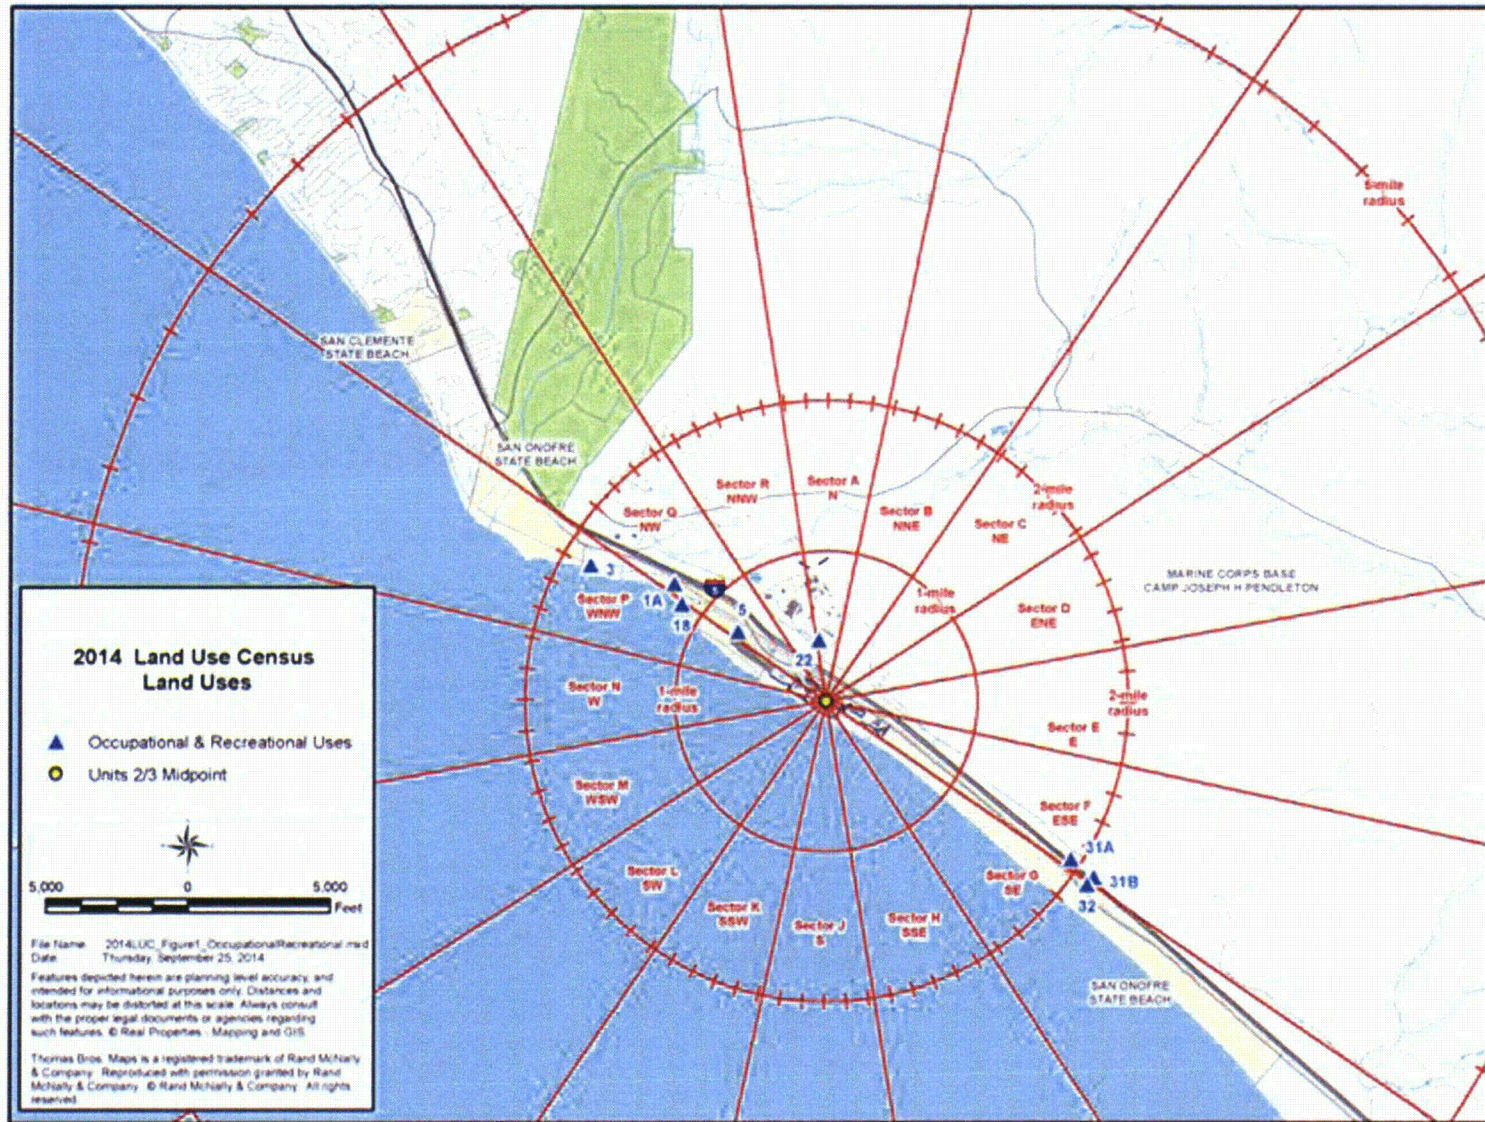 5-mile
radius
SAN CLEMENTE
STATE BEACH
SAN ONOFRE
STATE BEACH
Sector R
NNW
Sector A
N
Sector Q
NW
Sector B
NNE
Sector C
NE
2-mile
radius
3
Sector P
WNW
1A
18
5
5
22
1-mile
radius
MARINE CORPS BASE
CAMP JOSEPH H PENDLETON
Sector D
ENE
Sector N
W
1-mile
radius
2-mile
radius
Sector E
E
Sector M
WSW
Sector F
ESE
31A
31B
32
Sector L
SW
Sector K
SSW
Sector J
S
Sector H
SSE
Sector G
SE
SAN ONOFRE
STATE BEACH
2014 Land Use Census
Land Uses
Occupational & Recreational Uses
Units 2/3 Midpoint
5,000 0 5,000
Feet
File Name 2014LUC_Figure1_OccupationalRecreational.mxd
Date Thursday, September 25, 2014
Features depicted herein are planning level accuracy, and
intended for informational purposes only. Distances and
locations may be distorted at this scale. Always consult
with the proper legal documents or agencies regarding
such features. © Real Properties - Mapping and GIS
Thomas Bros. Maps is a registered trademark of Rand McNally
& Company. Reproduced with permission granted by Rand
McNally & Company. © Rand McNally & Company. All rights
reserved.